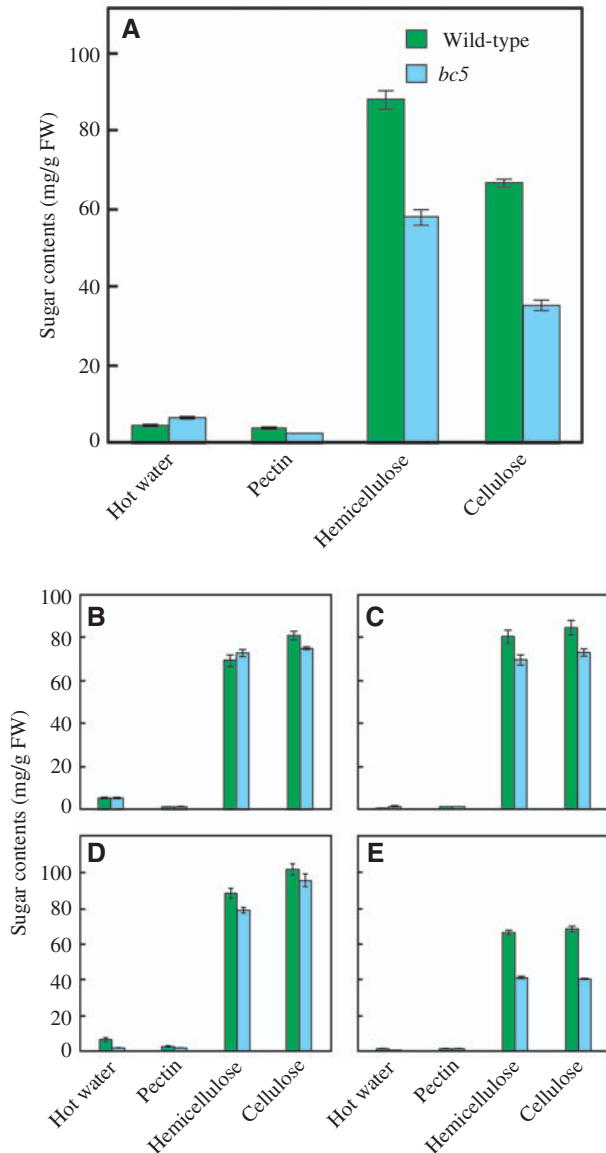 A
Wild-type
bc5
Sugar contents (mg/g FW)
100
80
60
40
20
0
Hot water
Pectin
Hemicellulose
Cellulose
B
C
Sugar contents (mg/g FW)
100
80
60
40
20
0
D
E
100
80
60
40
20
0
Hot water
Pectin
Hemicellulose
Cellulose
Hot water
Pectin
Hemicellulose
Cellulose